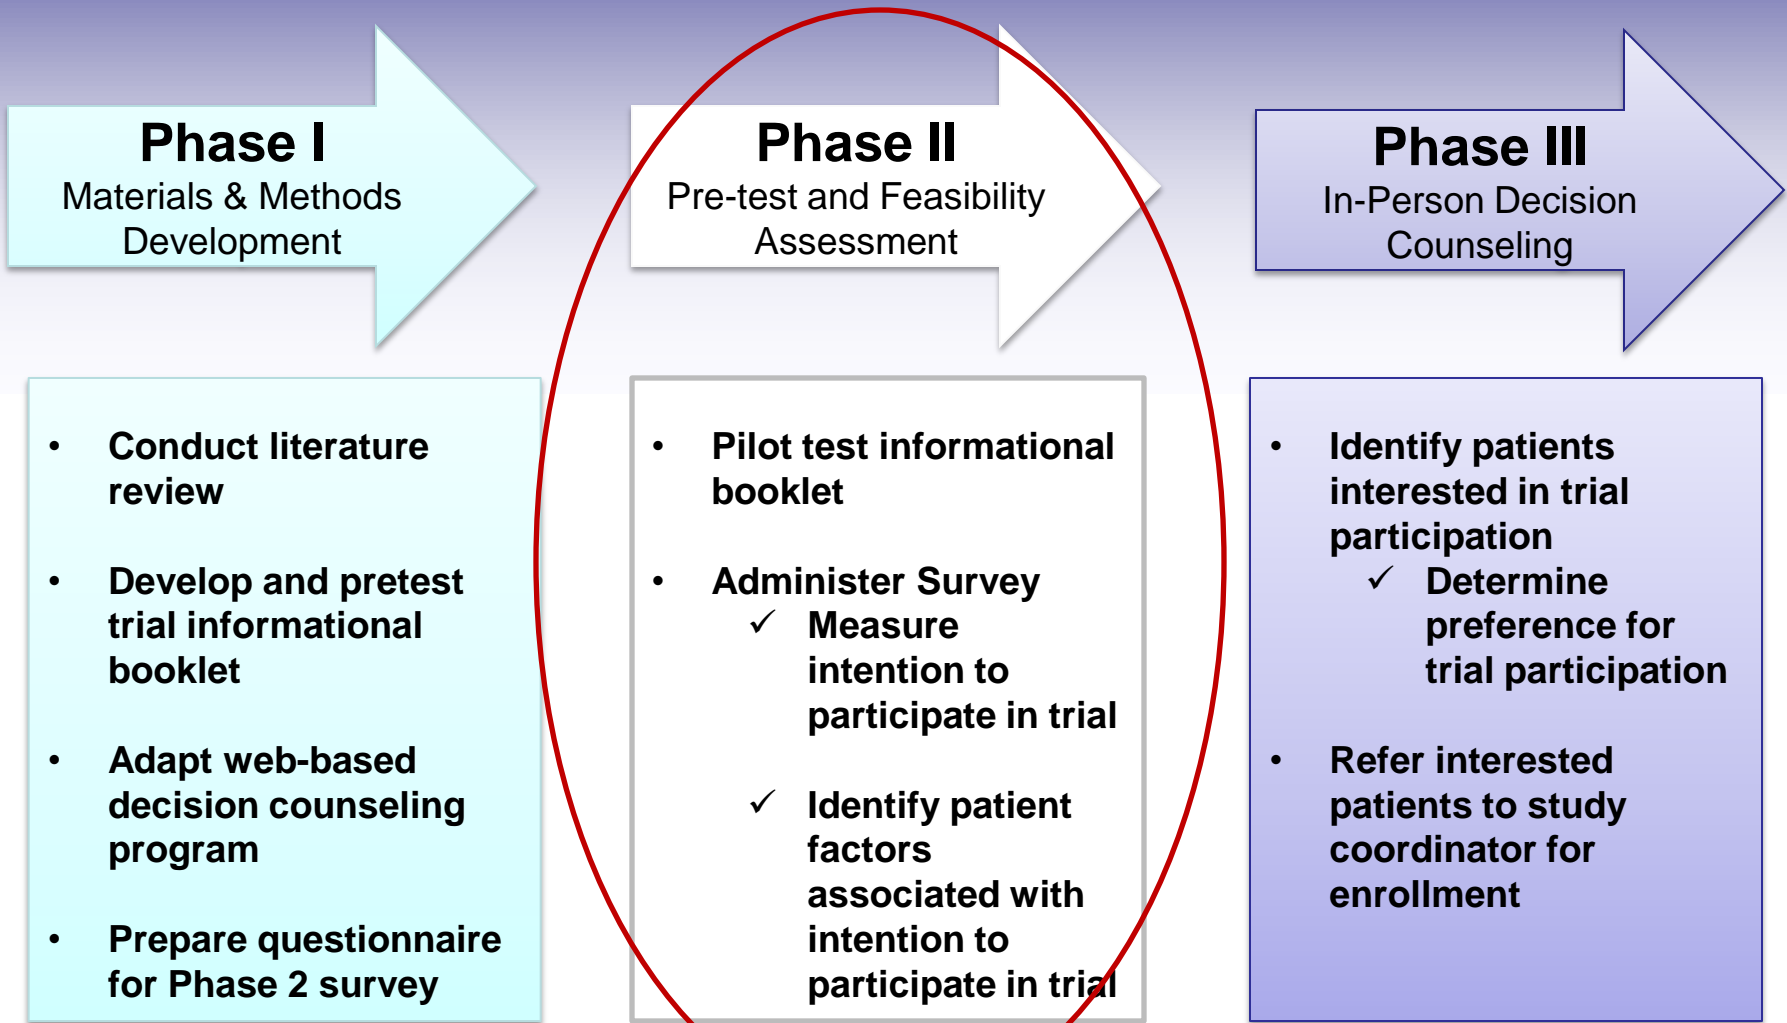 Phase I
Materials & Methods
Development
Phase II
Pre-test and Feasibility
Assessment
Phase III
In-Person Decision
Counseling
• Conduct literature
review
• Develop and pretest
trial informational
booklet
• Adapt web-based
decision counseling
program
• Prepare questionnaire
for Phase 2 survey
• Pilot test informational
booklet
• Administer Survey
✓ Measure
intention to
participate in trial
✓ Identify patient
factors
associated with
intention to
participate in trial
• Identify patients
interested in trial
participation
✓ Determine
preference for
trial participation
• Refer interested
patients to study
coordinator for
enrollment